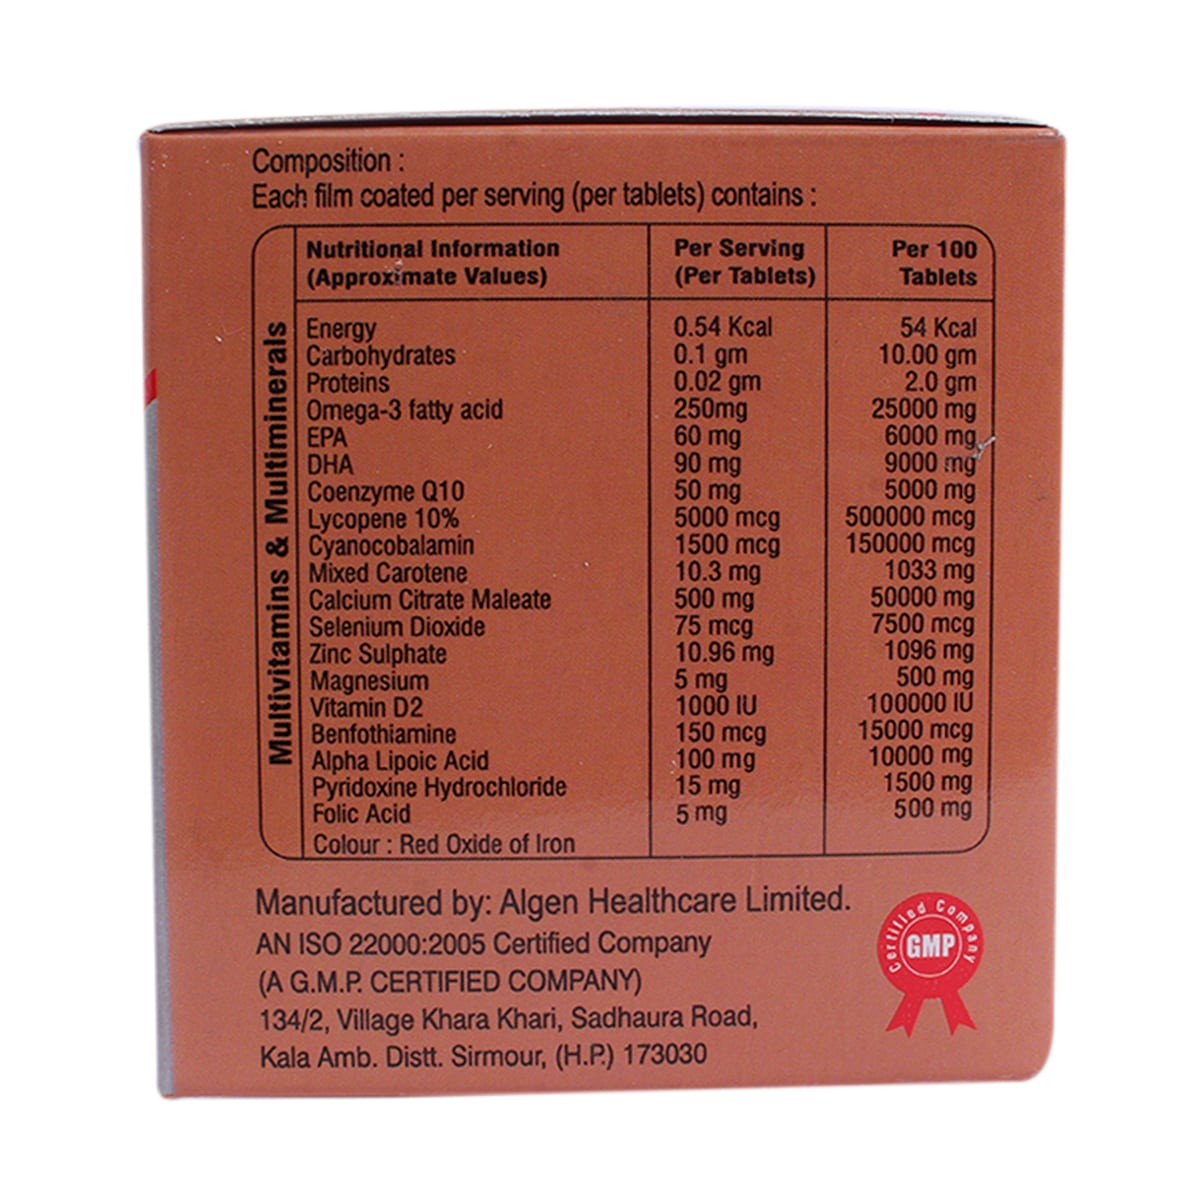 Composition :
Each film coated per serving (per tablets) contains :
Multivitamins & Multiminerals
Nutritional Information (Approximate Values) Per Serving (Per Tablets) Per 100 Tablets
Energy 0.54 Kcal 54 Kcal
Carbohydrates 0.1 gm 10.00 gm
Proteins 0.02 gm 2.0 gm
Omega-3 fatty acid 250mg 25000 mg
EPA 60 mg 6000 mg
DHA 90 mg 9000 mg
Coenzyme Q10 50 mg 5000 mg
Lycopene 10% 5000 mcg 500000 mcg
Cyanocobalamin 1500 mcg 150000 mcg
Mixed Carotene 10.3 mg 1033 mg
Calcium Citrate Maleate 500 mg 50000 mg
Selenium Dioxide 75 mcg 7500 mcg
Zinc Sulphate 10.96 mg 1096 mg
Magnesium 5 mg 500 mg
Vitamin D2 1000 IU 100000 IU
Benfothiamine 150 mcg 15000 mcg
Alpha Lipoic Acid 100 mg 10000 mg
Pyridoxine Hydrochloride 15 mg 1500 mg
Folic Acid 5 mg 500 mg
Colour : Red Oxide of Iron
Manufactured by: Algen Healthcare Limited.
AN ISO 22000:2005 Certified Company
(A G.M.P. CERTIFIED COMPANY)
134/2, Village Khara Khari, Sadhaura Road,
Kala Amb. Distt. Sirmour, (H.P.) 173030
Certified Company
GMP